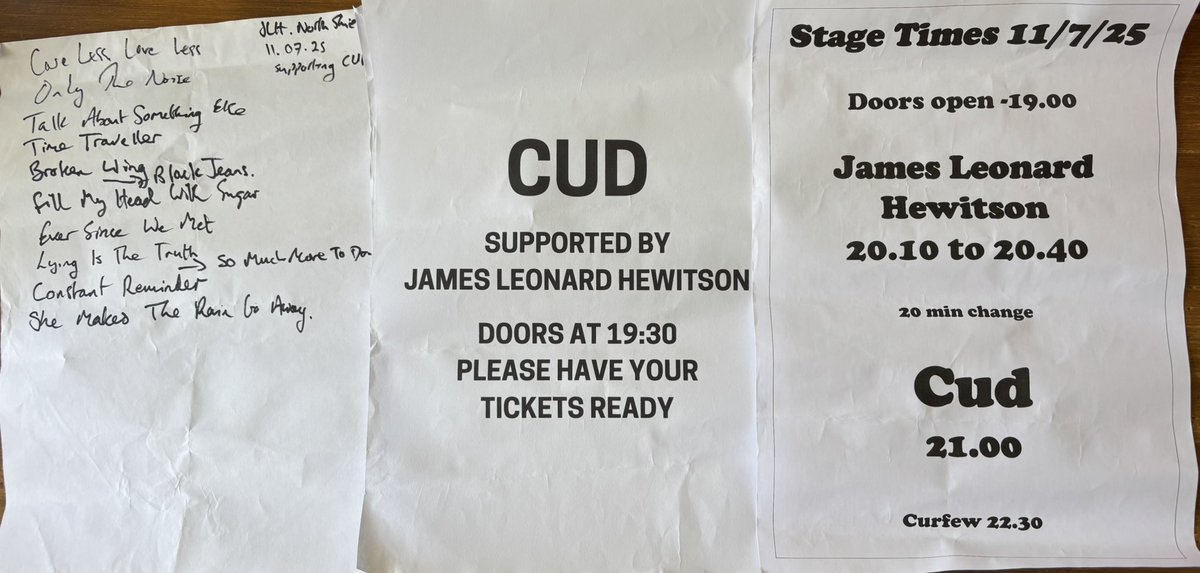 JLH. North Shie
11.07.25
supporting CU
Care Less Love Less
Only The Noise
Talk About Something Else
Time Traveller
Broken Wing → Black Jeans.
Fill My Head With Sugar
Ever Since We Met
Lying Is The Truth → So Much More To Don
Constant Reminder
She Makes The Rain Go Away.
CUD
SUPPORTED BY
JAMES LEONARD HEWITSON
DOORS AT 19:30
PLEASE HAVE YOUR
TICKETS READY
Stage Times 11/7/25
Doors open -19.00
James Leonard
Hewitson
20.10 to 20.40
20 min change
Cud
21.00
Curfew 22.30